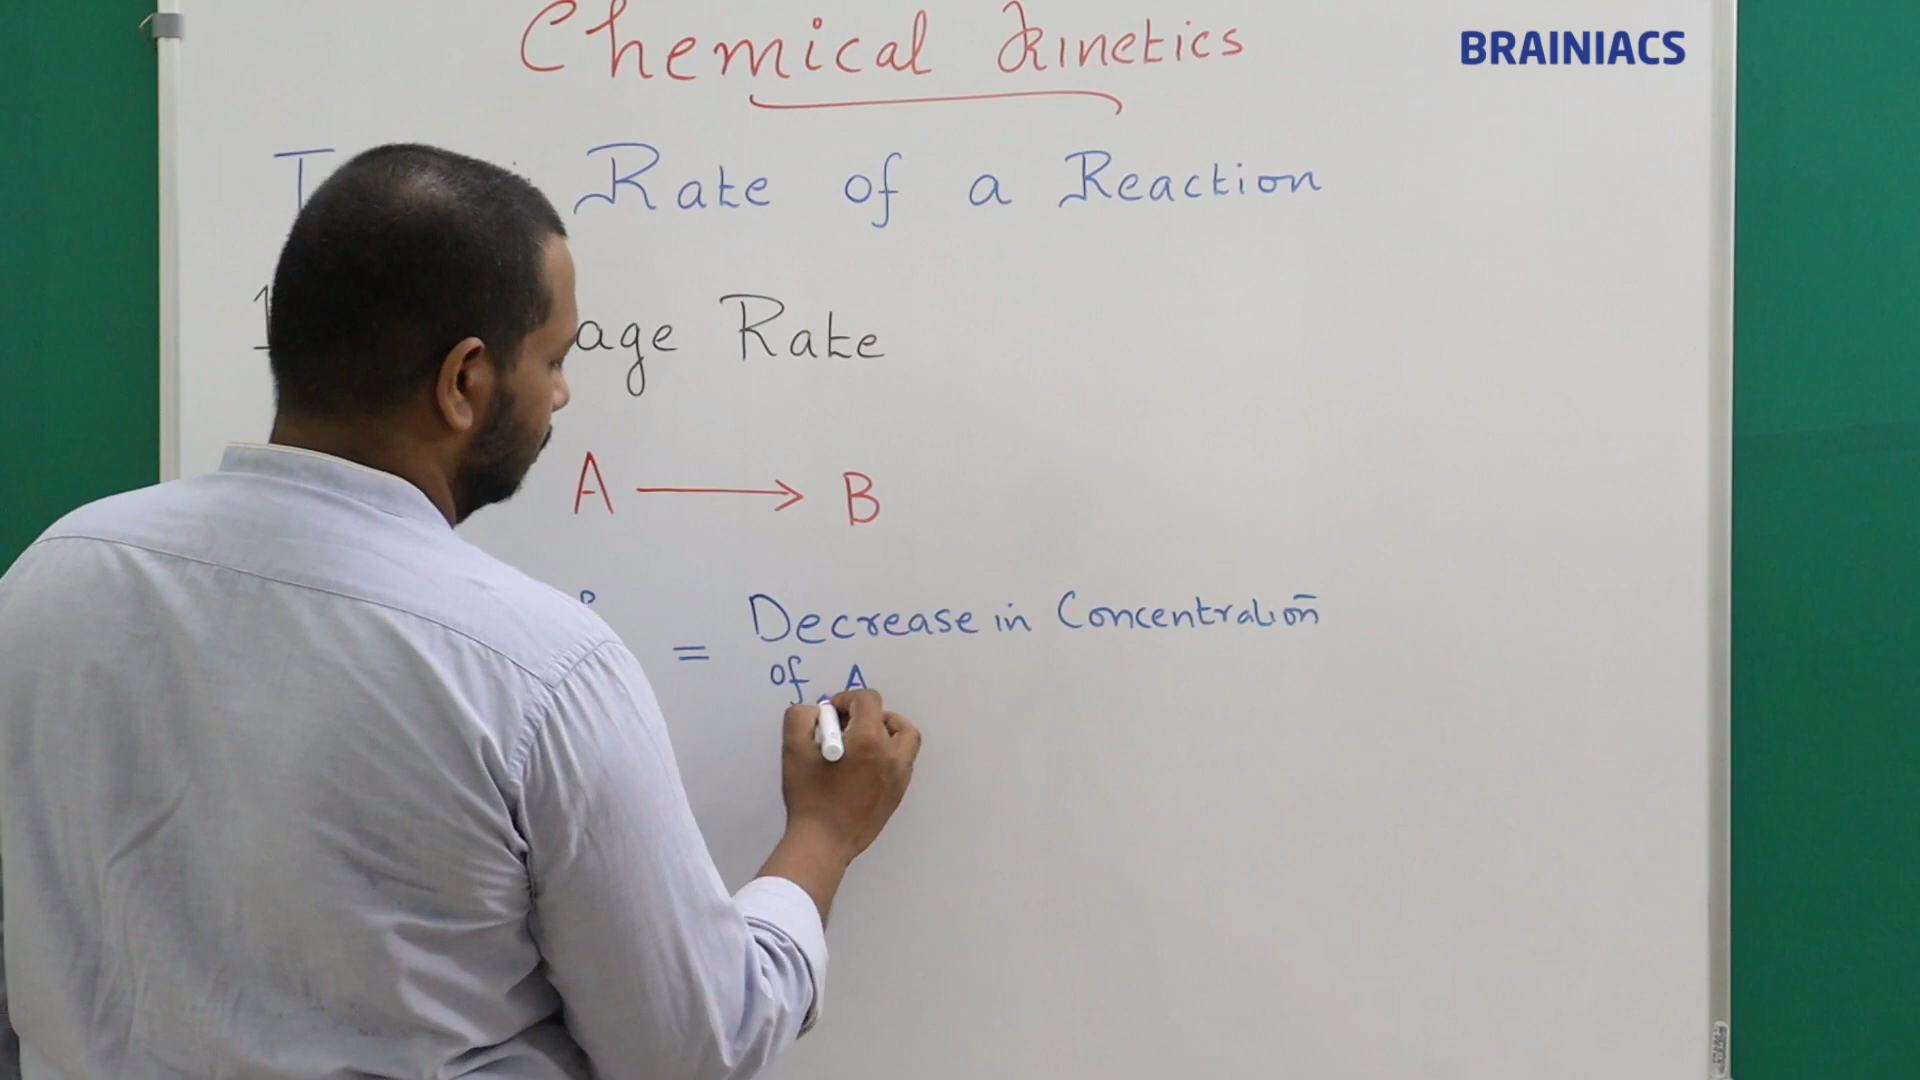 Chemical Kinetics
BRAINIACS
Rate of a Reaction
age Rate
A → B
= Decrease in Concentration
of A